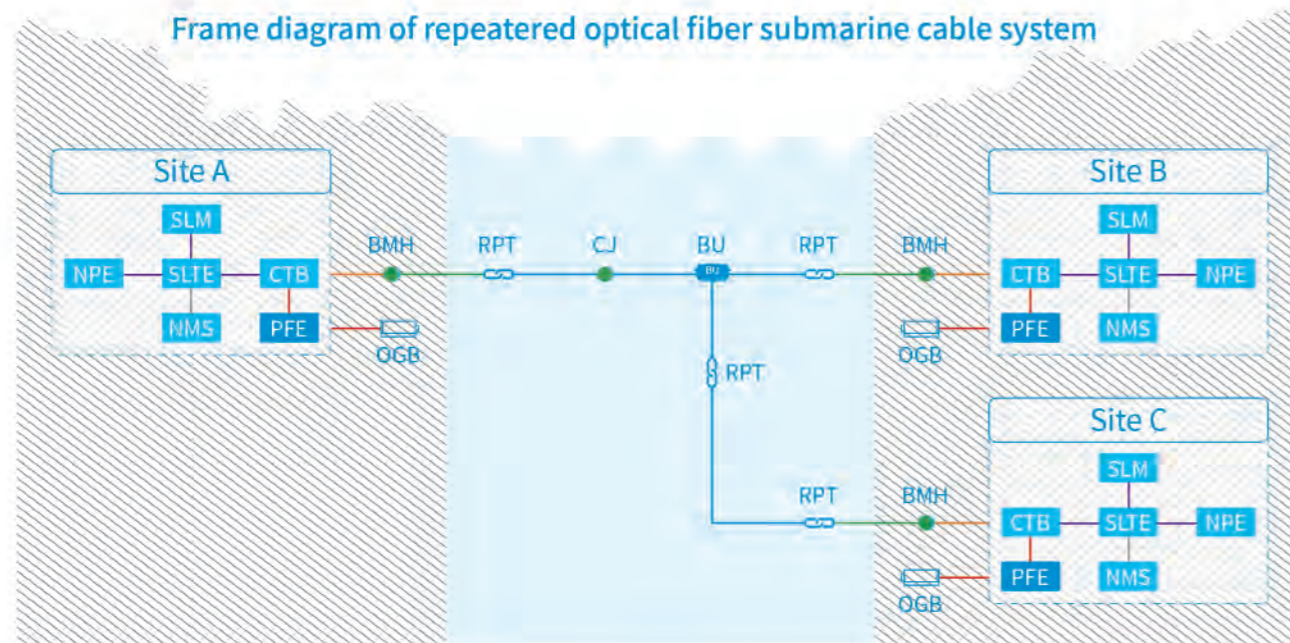 Frame diagram of repeatered optical fiber submarine cable system
Site A
SLM
NPE SLTE CTB
NMS PFE
BMH RPT CJ BU RPT BMH
BU
OGB
RPT
OGB
Site B
SLM
CTB SLTE NPE
PFE NMS
Site C
SLM
CTB SLTE NPE
PFE NMS
RPT BMH
OGB